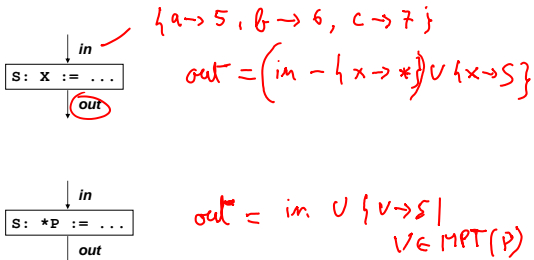 {a→5, b→6, c→7}
in
S: X := ...
out = (in - {x→*}) ∪ {x→S}
out
in
S: *P := ...
out = in ∪ {v→S |
v ∈ MPT(P)
out